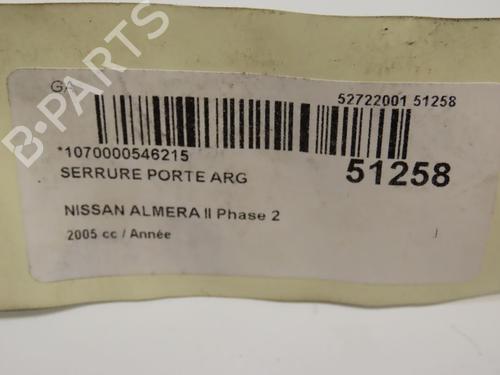 GA
52722001 51258
*1070000546215
51258
SERRURE PORTE ARG
NISSAN ALMERA II Phase 2
2005 cc / Année
B-PARTS